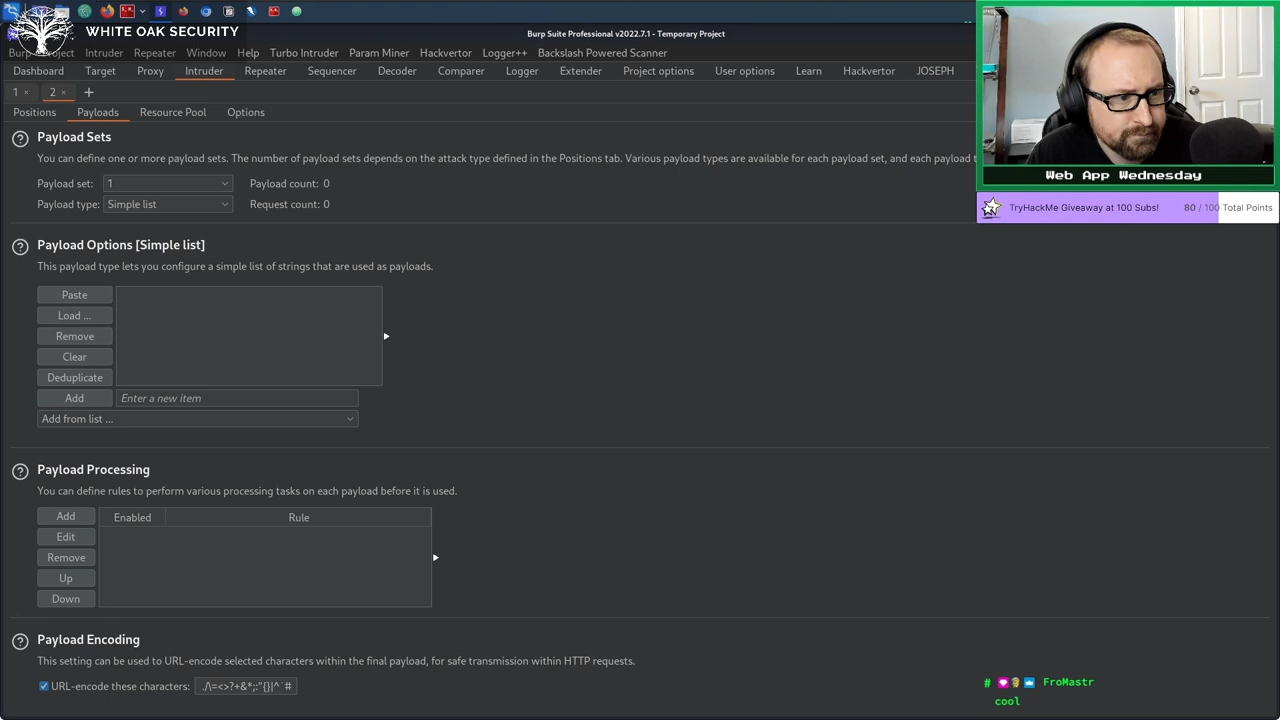 WHITE OAK SECURITY
Burp Suite Professional v2022.7.1 - Temporary Project
Burp Project Intruder Repeater Window Help Turbo Intruder Param Miner Hackvertor Logger++ Backslash Powered Scanner
Dashboard Target Proxy Intruder Repeater Sequencer Decoder Comparer Logger Extender Project options User options Learn Hackvertor JOSEPH
1 × 2 × +
Positions Payloads Resource Pool Options
? Payload Sets
You can define one or more payload sets. The number of payload sets depends on the attack type defined in the Positions tab. Various payload types are available for each payload set, and each payload t
Payload set: 1 Payload count: 0
Payload type: Simple list Request count: 0
Web App Wednesday
TryHackMe Giveaway at 100 Subs! 80 / 100 Total Points
? Payload Options [Simple list]
This payload type lets you configure a simple list of strings that are used as payloads.
Paste
Load ...
Remove
Clear
Deduplicate
Add Enter a new item
Add from list ...
? Payload Processing
You can define rules to perform various processing tasks on each payload before it is used.
Add Enabled Rule
Edit
Remove
Up
Down
? Payload Encoding
This setting can be used to URL-encode selected characters within the final payload, for safe transmission within HTTP requests.
URL-encode these characters: ./\=<>?+&*;:"{}|^`#
# FroMastr
cool